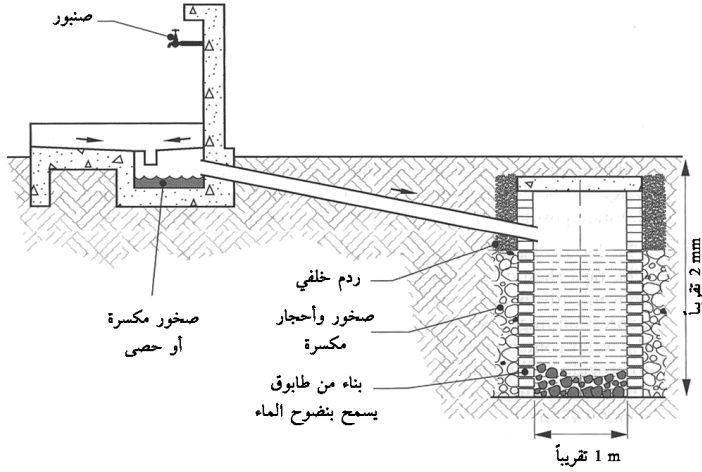 صنبور
ردم خلفي
صخور مكسرة
أو حصى
صخور وأحجار
مكسرة
بناء من طابوق
يسمح بنضوح الماء
2 mm تقريباً
1 m تقريباً